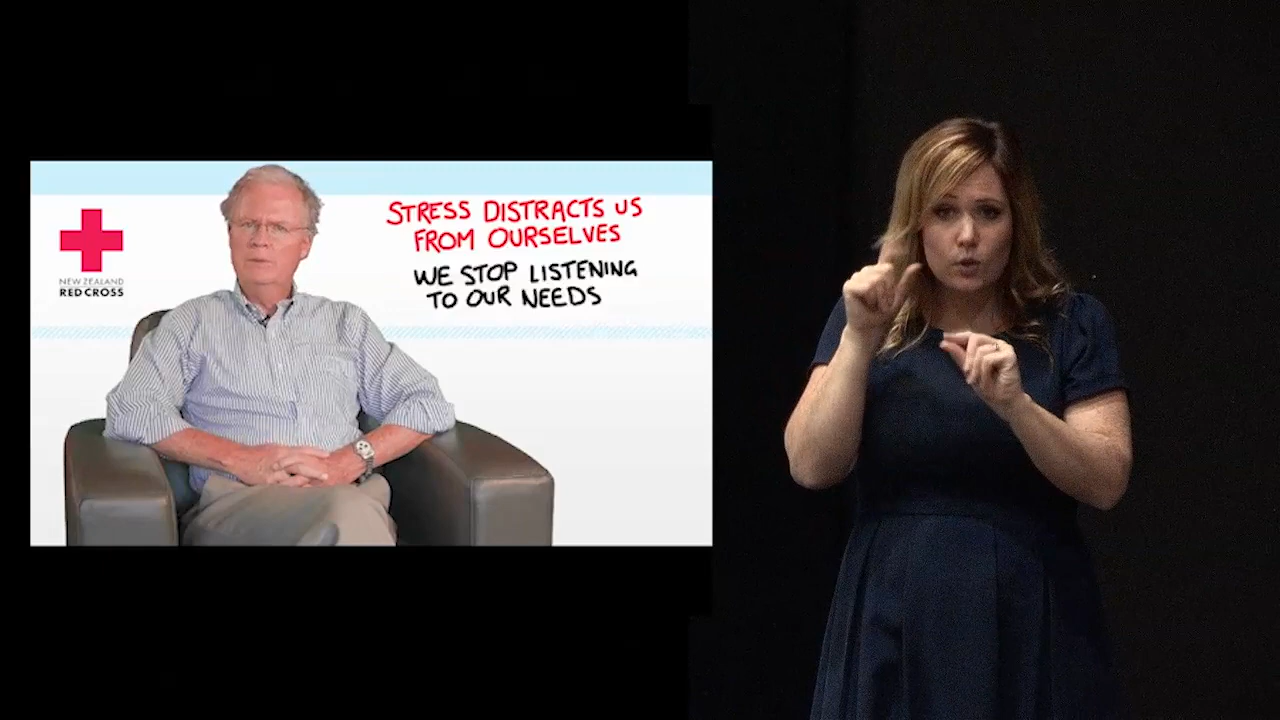 NEW ZEALAND
RED CROSS
STRESS DISTRACTS US
FROM OURSELVES
WE STOP LISTENING
TO OUR NEEDS